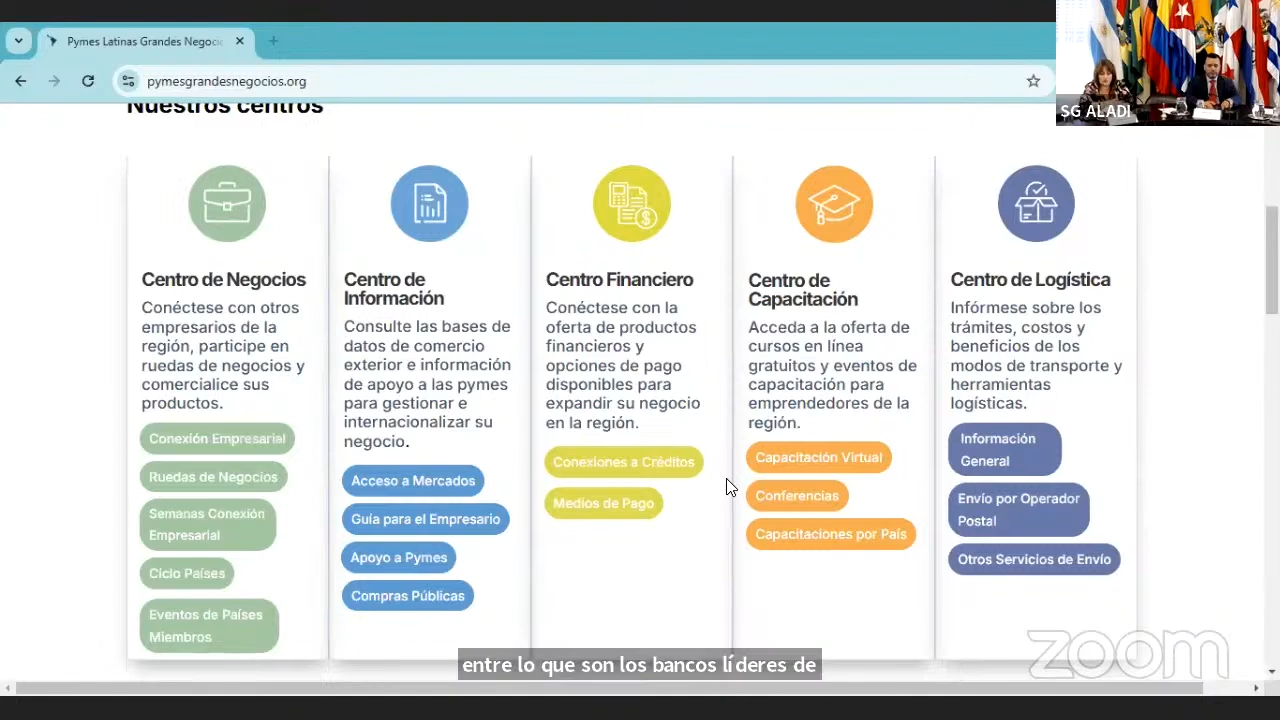 Pymes Latinas Grandes Negoci
pymesgrandesnegocios.org
SG ALADI
Nuestros centros
Centro de Negocios
Conéctese con otros
empresarios de la
región, participe en
ruedas de negocios y
comercialice sus
productos.
Conexión Empresarial
Ruedas de Negocios
Semanas Conexión
Empresarial
Ciclo Países
Eventos de Países
Miembros
Centro de
Información
Consulte las bases de
datos de comercio
exterior e información
de apoyo a las pymes
para gestionar e
internacionalizar su
negocio.
Acceso a Mercados
Guía para el Empresario
Apoyo a Pymes
Compras Públicas
Centro Financiero
Conéctese con la
oferta de productos
financieros y
opciones de pago
disponibles para
expandir su negocio
en la región.
Conexiones a Créditos
Medios de Pago
Centro de
Capacitación
Acceda a la oferta de
cursos en línea
gratuitos y eventos de
capacitación para
emprendedores de la
región.
Capacitación Virtual
Conferencias
Capacitaciones por País
Centro de Logística
Infórmese sobre los
trámites, costos y
beneficios de los
modos de transporte y
herramientas
logísticas.
Información
General
Envío por Operador
Postal
Otros Servicios de Envío
zoom
entre lo que son los bancos líderes de